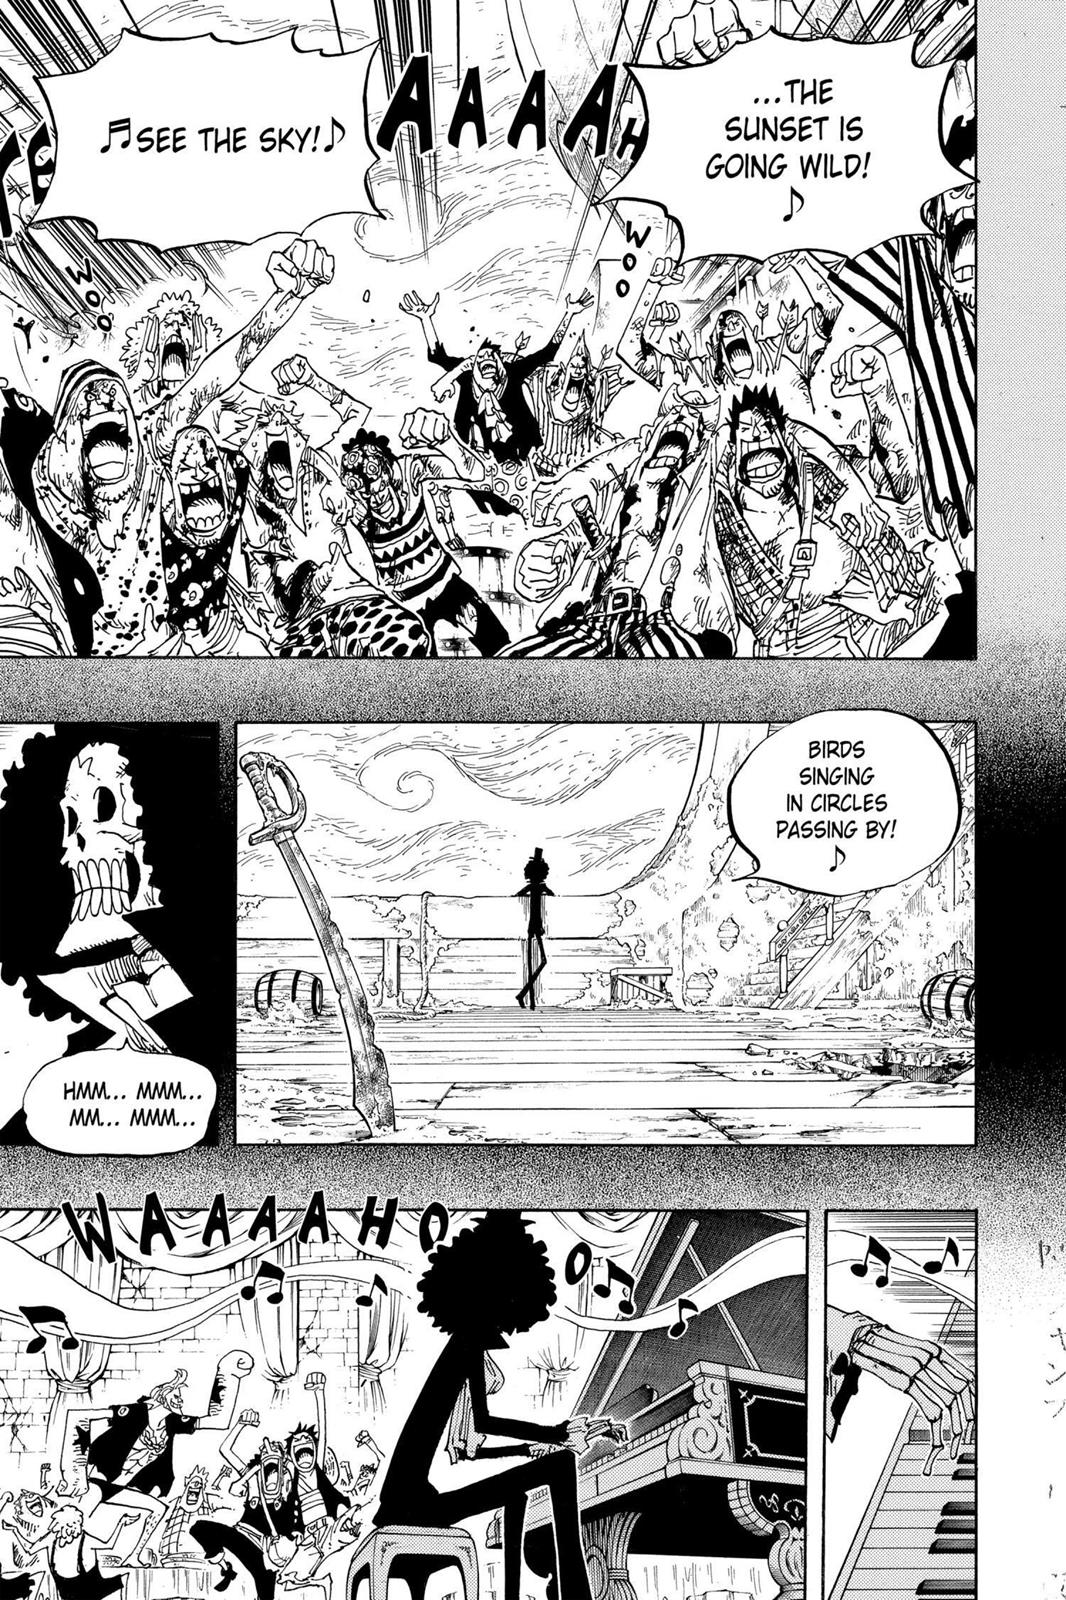 ...THE
SUNSET IS
GOING WILD!
♪
♬SEE THE SKY!♪
AAAAH
WOO
WOO
BIRDS
SINGING
IN CIRCLES
PASSING BY!
♪
HMM... MMM...
MM... MMM...
WAAAAHOO